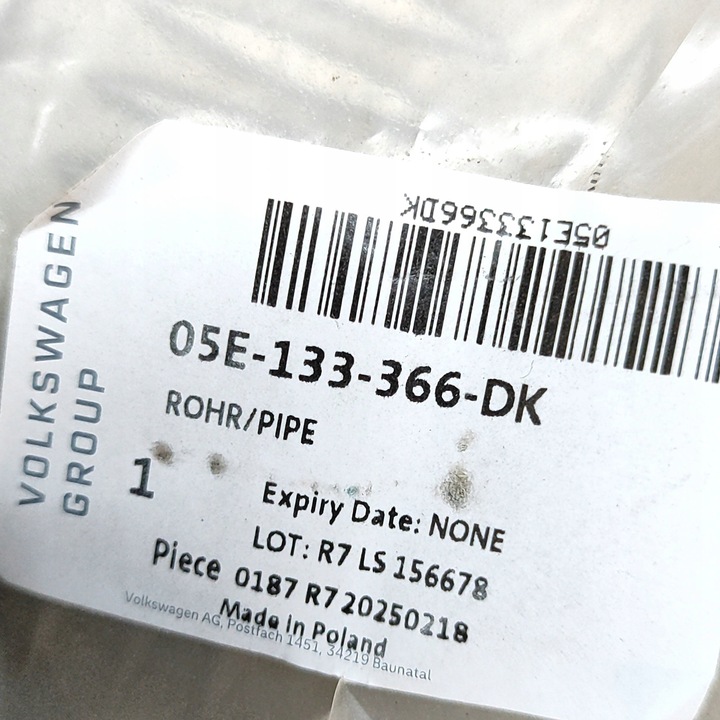 05E133366DK
05E-133-366-DK
ROHR/PIPE
1
Piece
Expiry Date: NONE
LOT: R7 LS 156678
0187 R7 20250218
Made in Poland
Volkswagen AG, Postfach 1451, 34219 Baunatal
VOLKSWAGEN
GROUP